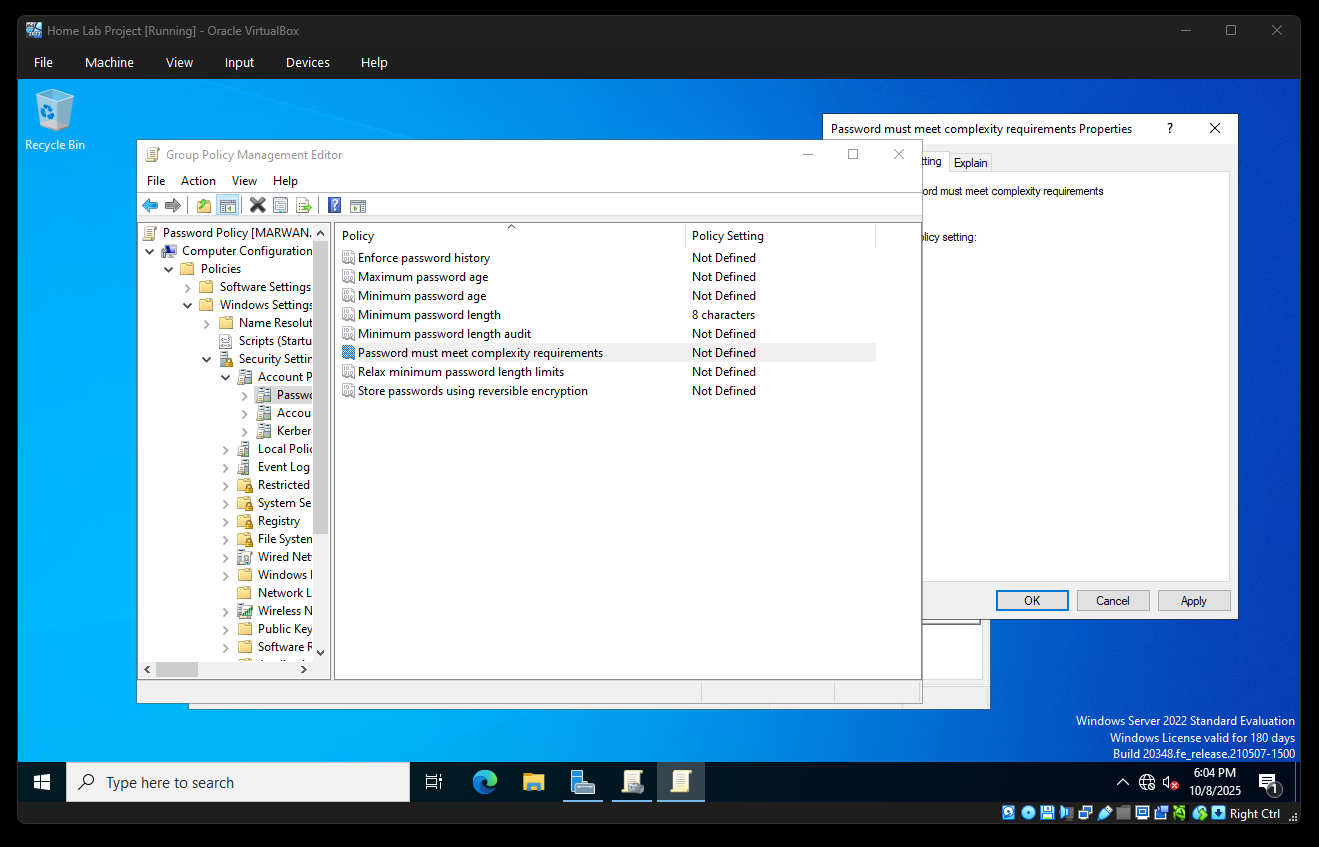 Home Lab Project [Running] - Oracle VirtualBox
File Machine View Input Devices Help
Recycle Bin
Password must meet complexity requirements Properties ?
Explain
complexity requirements
setting:
OK Cancel Apply
Group Policy Management Editor
File Action View Help
Password Policy [MARWAN.
Computer Configuration
Policies
Software Settings
Windows Settings
Name Resolut
Scripts (Startu
Security Settin
Account P
Passwo
Accou
Kerber
Local Polic
Event Log
Restricted
System Se
Registry
File System
Wired Net
Windows
Network L
Wireless N
Public Key
Software R
Policy Policy Setting
Enforce password history Not Defined
Maximum password age Not Defined
Minimum password age Not Defined
Minimum password length 8 characters
Minimum password length audit Not Defined
Password must meet complexity requirements Not Defined
Relax minimum password length limits Not Defined
Store passwords using reversible encryption Not Defined
Windows Server 2022 Standard Evaluation
Windows License valid for 180 days
Build 20348.fe_release.210507-1500
Type here to search
6:04 PM
10/8/2025
1
Right Ctrl